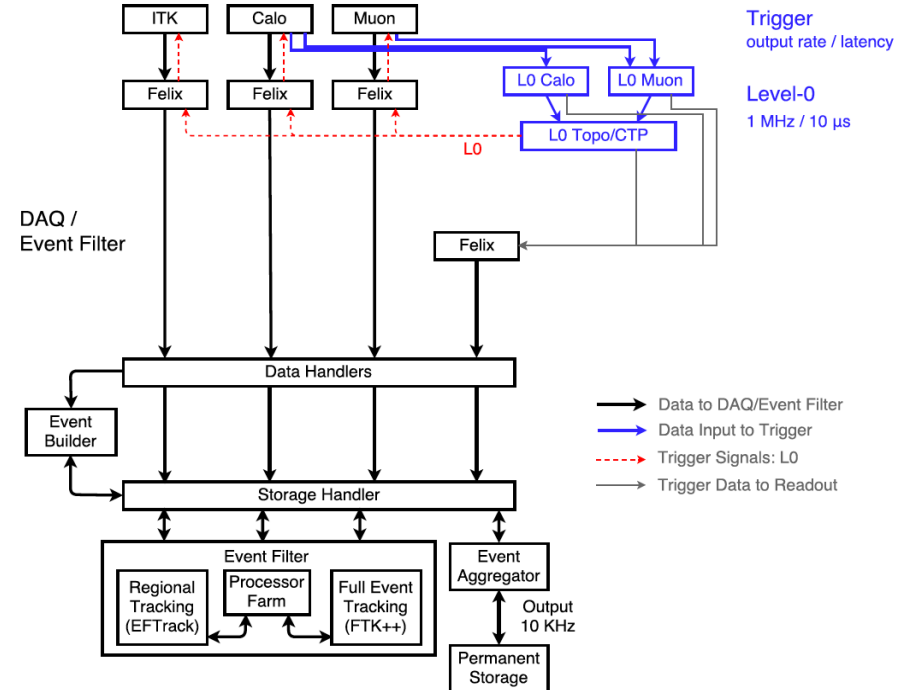 ITK
Calo
Muon
Trigger
output rate / latency
Felix
Felix
Felix
L0 Calo
L0 Muon
Level-0
1 MHz / 10 µs
L0 Topo/CTP
L0
DAQ /
Event Filter
Felix
Data Handlers
Event
Builder
Data to DAQ/Event Filter
Data Input to Trigger
Trigger Signals: L0
Trigger Data to Readout
Storage Handler
Event Filter
Regional
Tracking
(EFTrack)
Processor
Farm
Full Event
Tracking
(FTK++)
Event
Aggregator
Output
10 KHz
Permanent
Storage